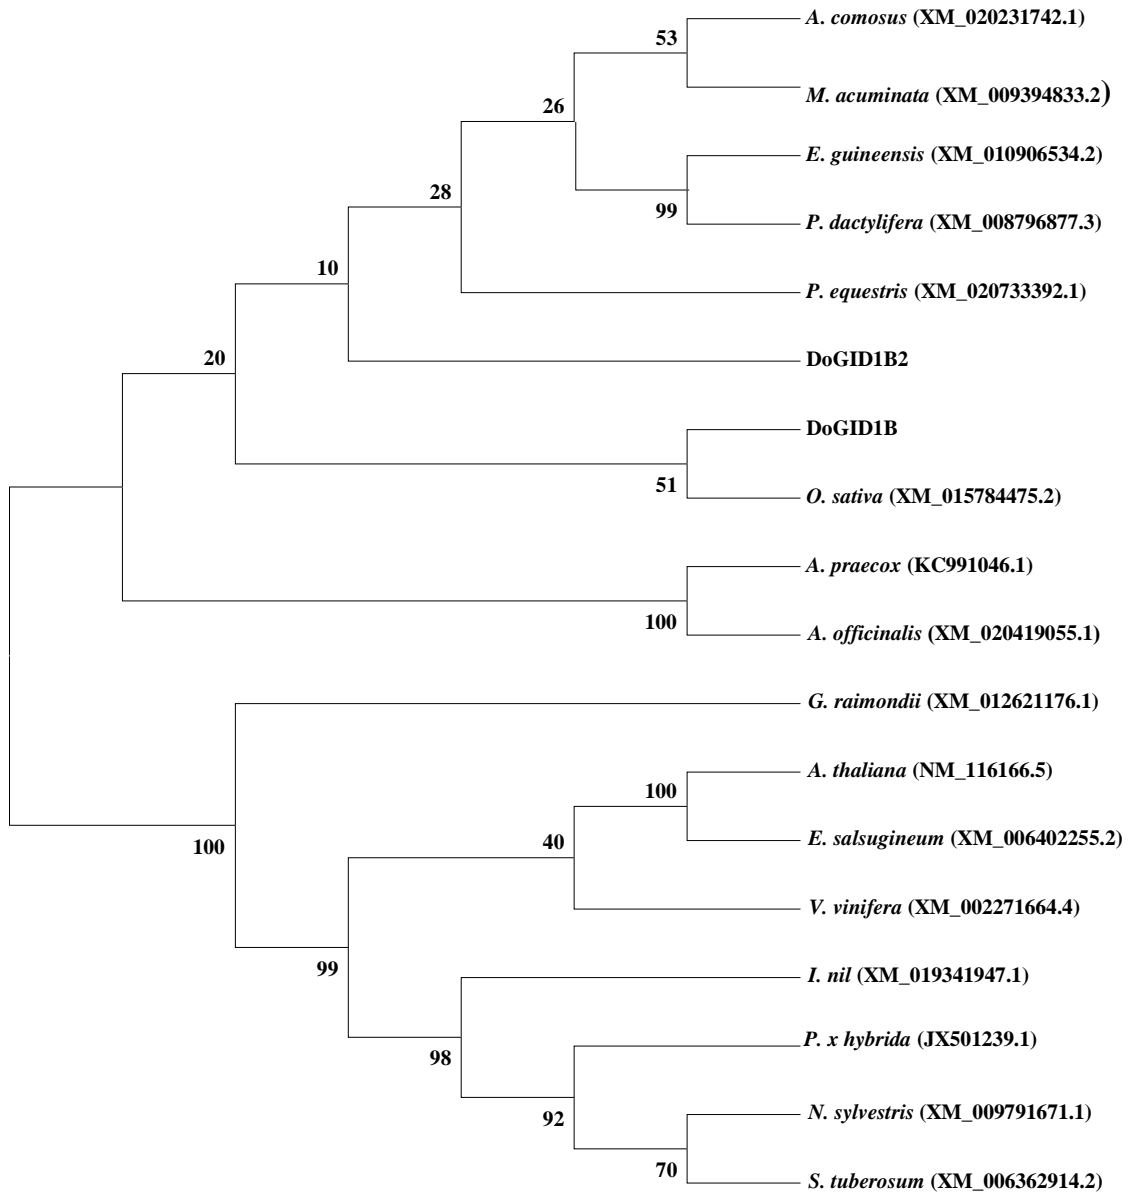 A. comosus (XM_020231742.1)
53
M. acuminata (XM_009394833.2)
26
E. guineensis (XM_010906534.2)
28
99
P. dactylifera (XM_008796877.3)
10
P. equestris (XM_020733392.1)
20
DoGID1B2
DoGID1B
51
O. sativa (XM_015784475.2)
A. praecox (KC991046.1)
100
A. officinalis (XM_020419055.1)
G. raimondii (XM_012621176.1)
A. thaliana (NM_116166.5)
100
100
40
E. salsugineum (XM_006402255.2)
V. vinifera (XM_002271664.4)
99
I. nil (XM_019341947.1)
98
P. x hybrida (JX501239.1)
92
N. sylvestris (XM_009791671.1)
70
S. tuberosum (XM_006362914.2)